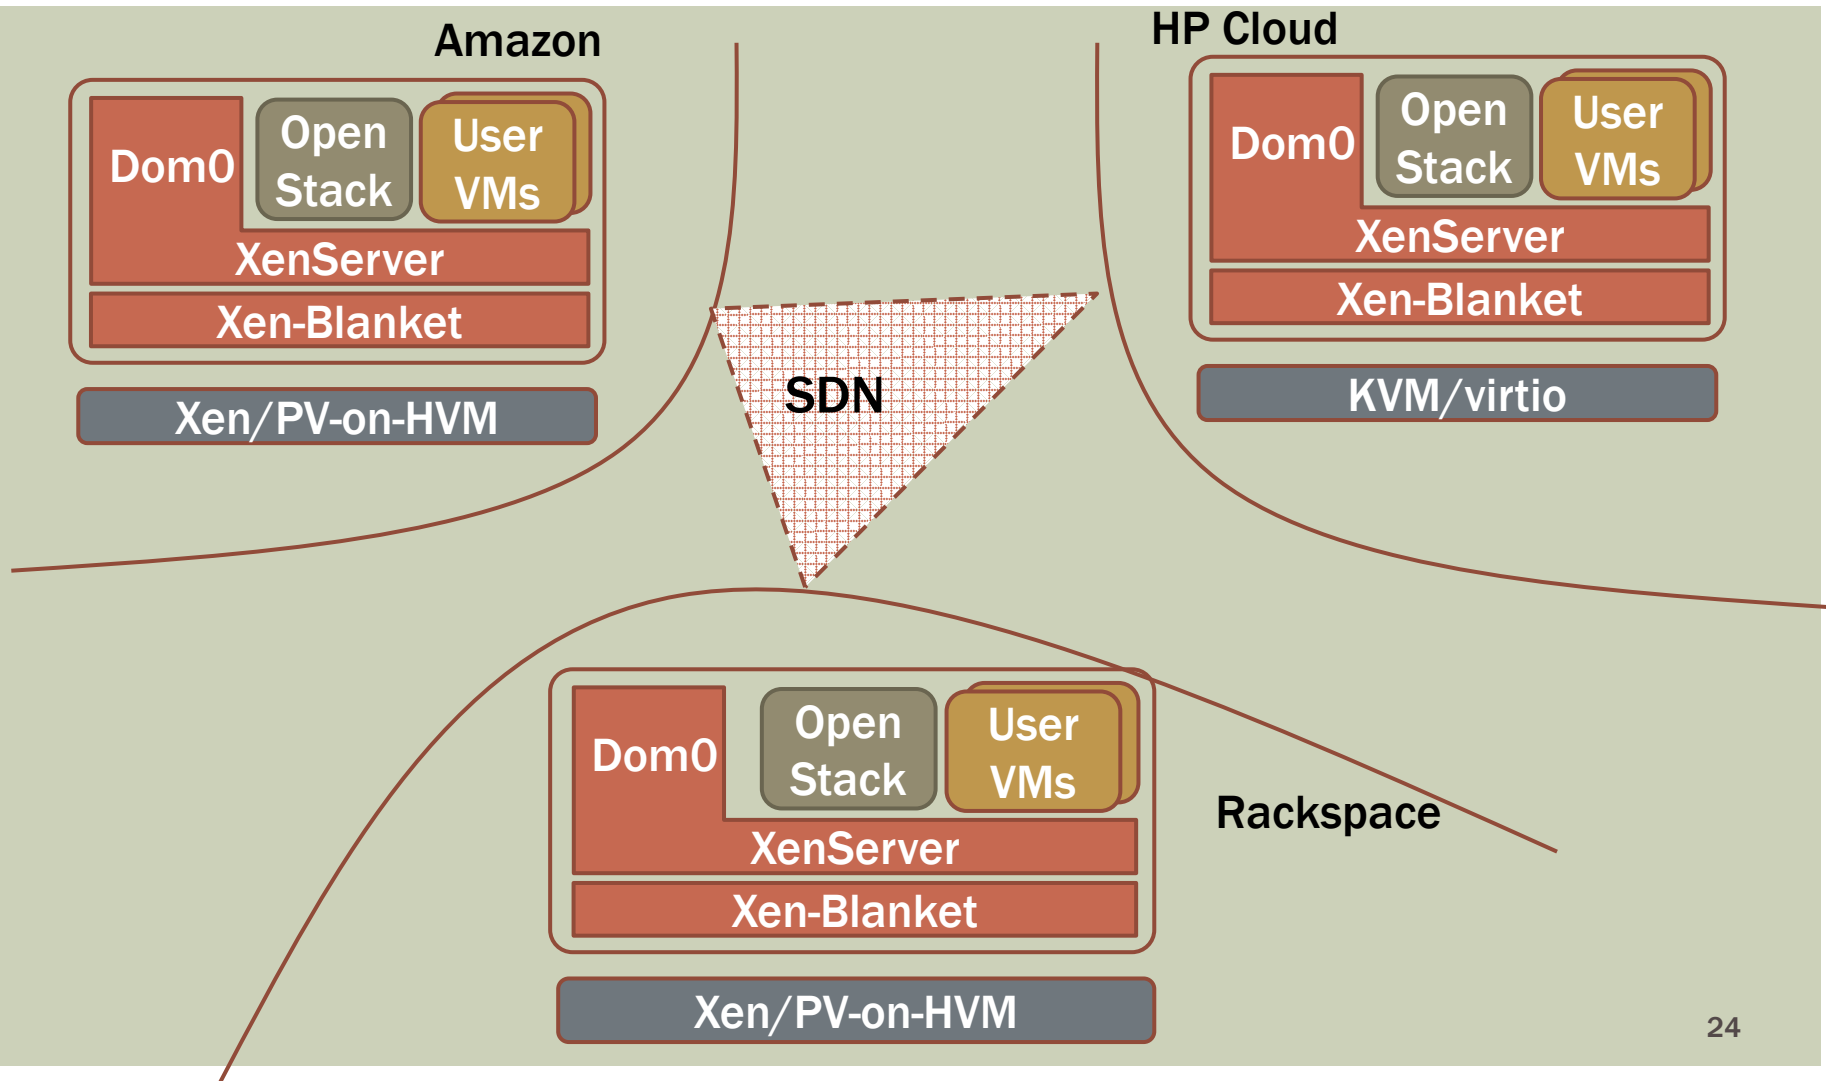 Amazon
Dom0
Open
Stack
User
VMs
XenServer
Xen-Blanket
Xen/PV-on-HVM
HP Cloud
Dom0
Open
Stack
User
VMs
XenServer
Xen-Blanket
KVM/virtio
SDN
Dom0
Open
Stack
User
VMs
XenServer
Xen-Blanket
Xen/PV-on-HVM
Rackspace
24